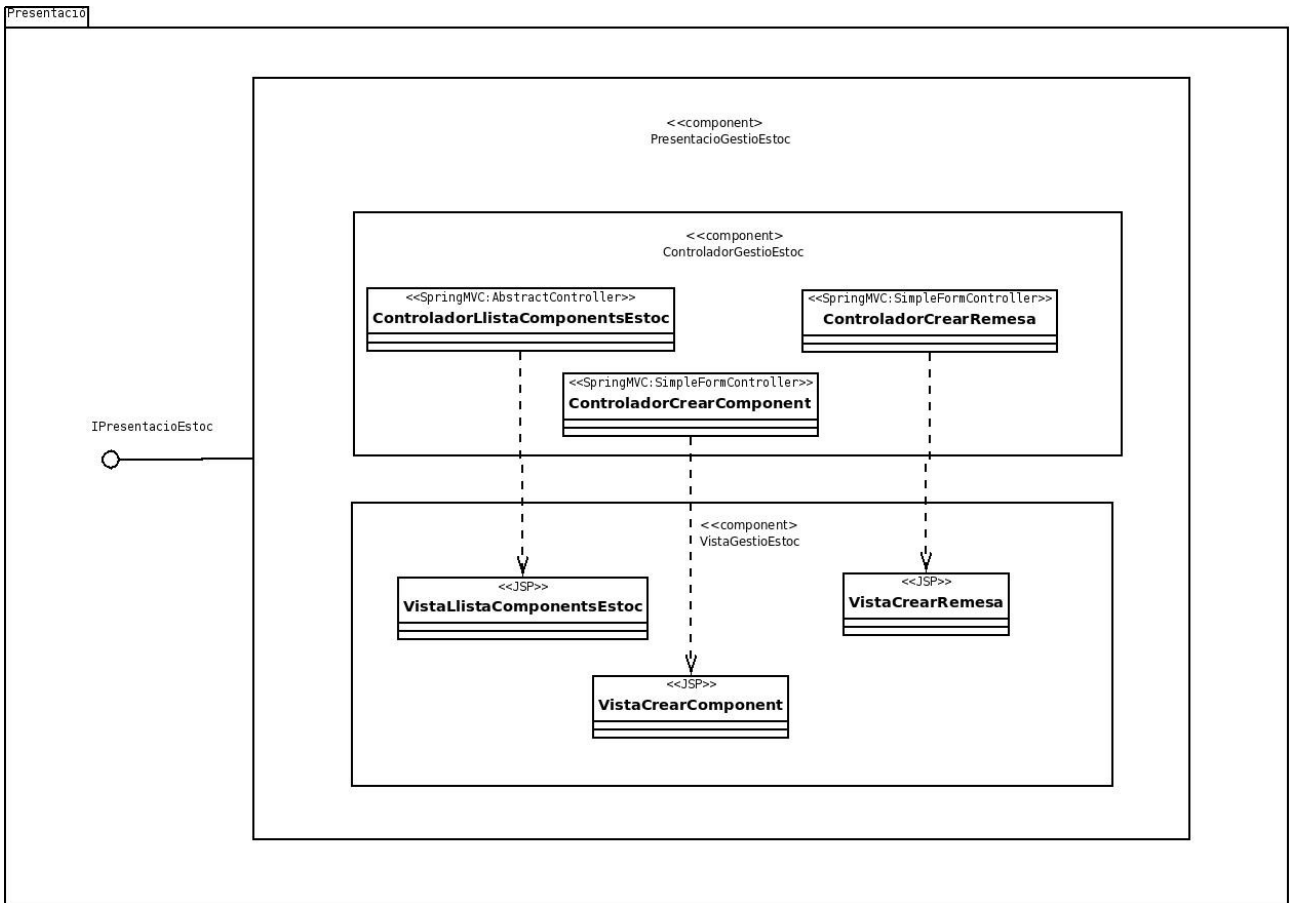 Presentació
<<component>>
PresentacioGestioEstoc
<<component>>
ControladorGestioEstoc
<<SpringMVC:AbstractController>>
ControladorLlistaComponentsEstoc
<<SpringMVC:SimpleFormController>>
ControladorCrearRemesa
<<SpringMVC:SimpleFormController>>
ControladorCrearComponent
IPresentacioEstoc
<<component>>
VistaGestioEstoc
<<JSP>>
VistaLlistaComponentsEstoc
<<JSP>>
VistaCrearRemesa
<<JSP>>
VistaCrearComponent